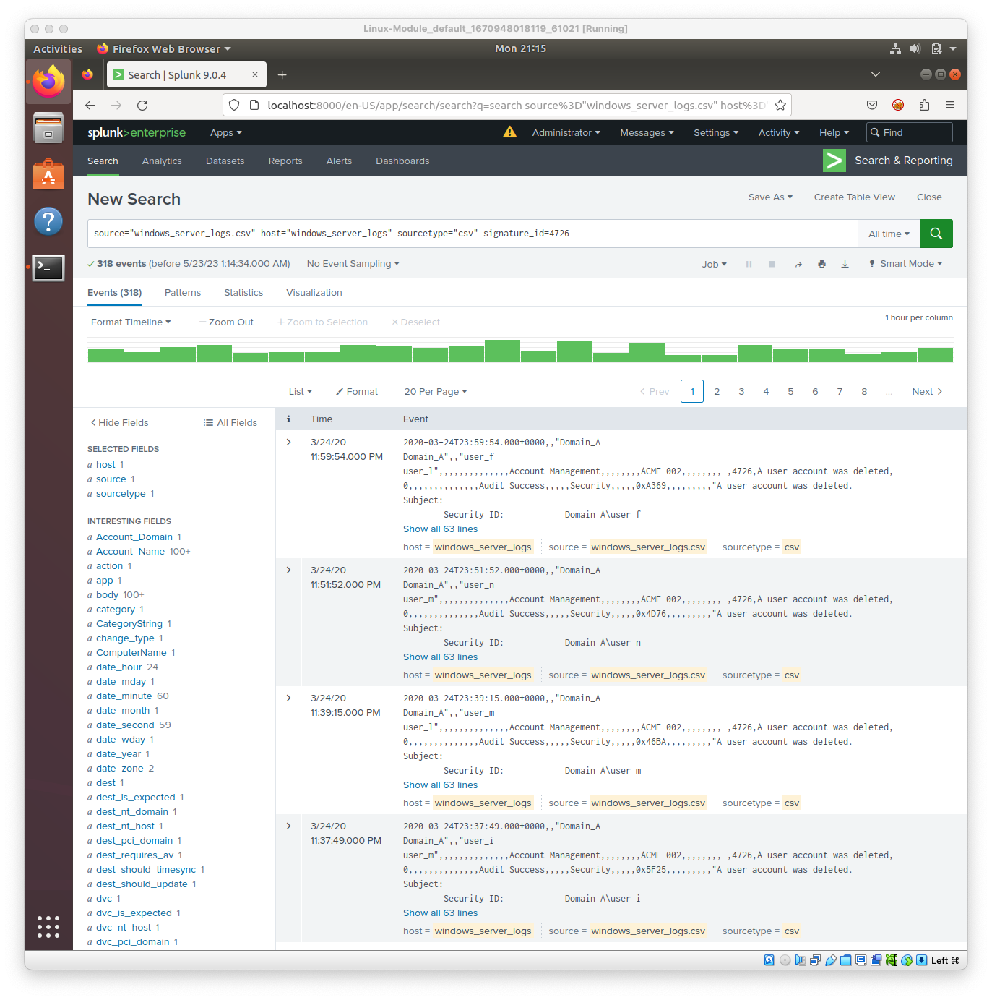 Linux-Module_default_1670948018119_61021 [Running]
Activities Firefox Web Browser Mon 21:15
Search | Splunk 9.0.4
localhost:8000/en-US/app/search/search?q=search source%3D"windows_server_logs.csv" host%3D
splunk>enterprise Apps Administrator Messages Settings Activity Help Find
Search Analytics Datasets Reports Alerts Dashboards Search & Reporting
New Search Save As Create Table View Close
source="windows_server_logs.csv" host="windows_server_logs" sourcetype="csv" signature_id=4726 All time
318 events (before 5/23/23 1:14:34.000 AM) No Event Sampling Job Smart Mode
Events (318) Patterns Statistics Visualization
Format Timeline — Zoom Out + Zoom to Selection × Deselect 1 hour per column
List Format 20 Per Page < Prev 1 2 3 4 5 6 7 8 ... Next >
< Hide Fields All Fields
SELECTED FIELDS
a host 1
a source 1
a sourcetype 1
INTERESTING FIELDS
a Account_Domain 1
a Account_Name 100+
a action 1
a app 1
a body 100+
a category 1
a CategoryString 1
a change_type 1
a ComputerName 1
a date_hour 24
a date_mday 1
a date_minute 60
a date_month 1
a date_second 59
a date_wday 1
a date_year 1
a date_zone 2
a dest 1
a dest_is_expected 1
a dest_nt_domain 1
a dest_nt_host 1
a dest_pci_domain 1
a dest_requires_av 1
a dest_should_timesync 1
a dest_should_update 1
a dvc 1
a dvc_is_expected 1
a dvc_nt_host 1
a dvc_pci_domain 1
i Time Event
3/24/20 2020-03-24T23:59:54.000+0000,,"Domain_A
11:59:54.000 PM Domain_A",,"user_f
user_l",,,,,,,,,,,,,,Account Management,,,,,,,,ACME-002,,,,,,,,-,4726,A user account was deleted,
0,,,,,,,,,,,,,,Audit Success,,,,,Security,,,,,0xA369,,,,,,,,,"A user account was deleted.
Subject:
Security ID: Domain_A\user_f
Show all 63 lines
host = windows_server_logs source = windows_server_logs.csv sourcetype = csv
3/24/20 2020-03-24T23:51:52.000+0000,,"Domain_A
11:51:52.000 PM Domain_A",,"user_n
user_m",,,,,,,,,,,,,,Account Management,,,,,,,,ACME-002,,,,,,,,-,4726,A user account was deleted,
0,,,,,,,,,,,,,,Audit Success,,,,,Security,,,,,0x4D76,,,,,,,,,"A user account was deleted.
Subject:
Security ID: Domain_A\user_n
Show all 63 lines
host = windows_server_logs source = windows_server_logs.csv sourcetype = csv
3/24/20 2020-03-24T23:39:15.000+0000,,"Domain_A
11:39:15.000 PM Domain_A",,"user_m
user_l",,,,,,,,,,,,,,Account Management,,,,,,,,ACME-002,,,,,,,,-,4726,A user account was deleted,
0,,,,,,,,,,,,,,Audit Success,,,,,Security,,,,,0x46BA,,,,,,,,,"A user account was deleted.
Subject:
Security ID: Domain_A\user_m
Show all 63 lines
host = windows_server_logs source = windows_server_logs.csv sourcetype = csv
3/24/20 2020-03-24T23:37:49.000+0000,,"Domain_A
11:37:49.000 PM Domain_A",,"user_i
user_m",,,,,,,,,,,,,,Account Management,,,,,,,,ACME-002,,,,,,,,-,4726,A user account was deleted,
0,,,,,,,,,,,,,,Audit Success,,,,,Security,,,,,0x5F25,,,,,,,,,"A user account was deleted.
Subject:
Security ID: Domain_A\user_i
Show all 63 lines
host = windows_server_logs source = windows_server_logs.csv sourcetype = csv
Left ⌘